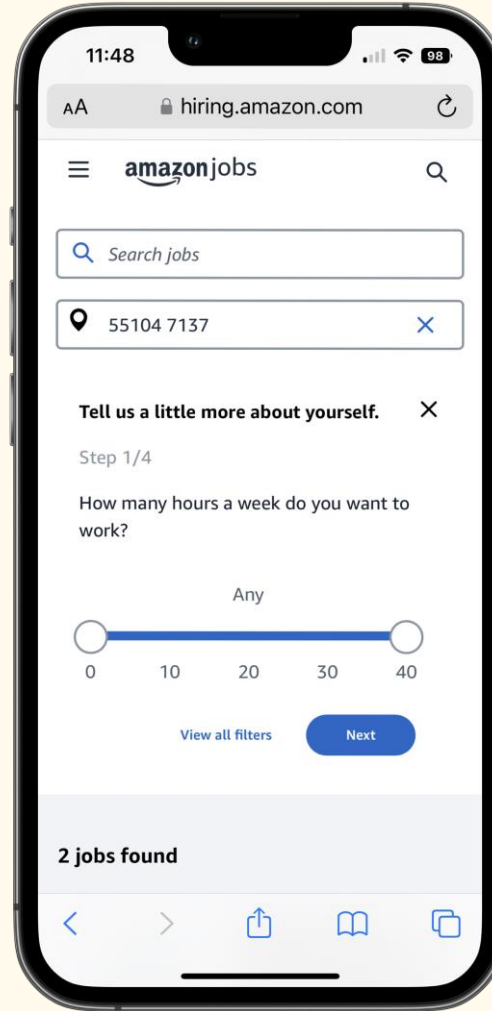 11:48
98
AA hiring.amazon.com
amazon jobs
Search jobs
55104 7137
Tell us a little more about yourself.
Step 1/4
How many hours a week do you want to
work?
Any
0 10 20 30 40
View all filters Next
2 jobs found